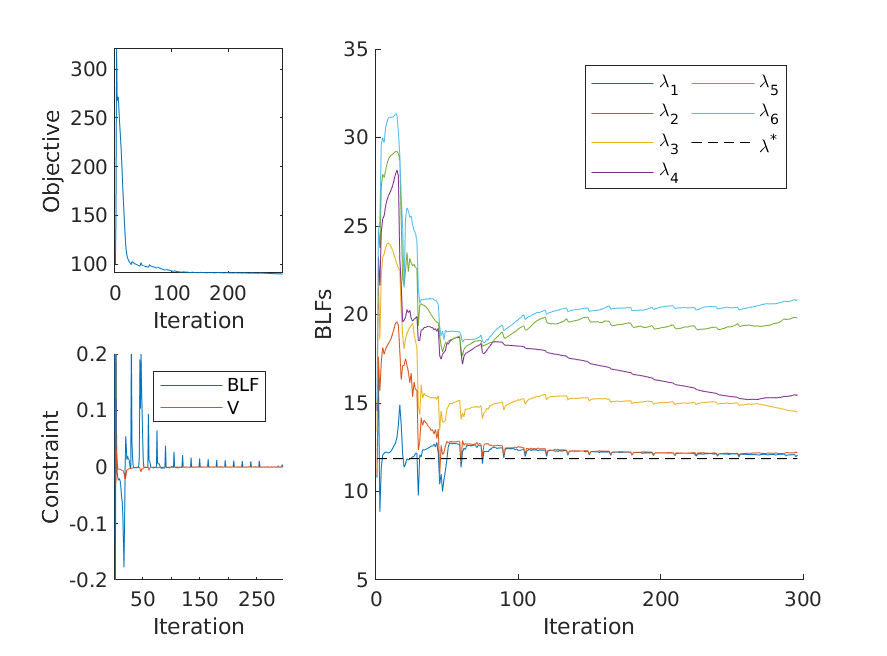 300
250
200
150
100
Objective
0 100 200
Iteration
0.2
0.1
0
-0.1
-0.2
Constraint
BLF
V
50 150 250
Iteration
35
30
25
20
15
10
5
BLFs
λ1 λ5
λ2 λ6
λ3 λ*
λ4
0 100 200 300
Iteration